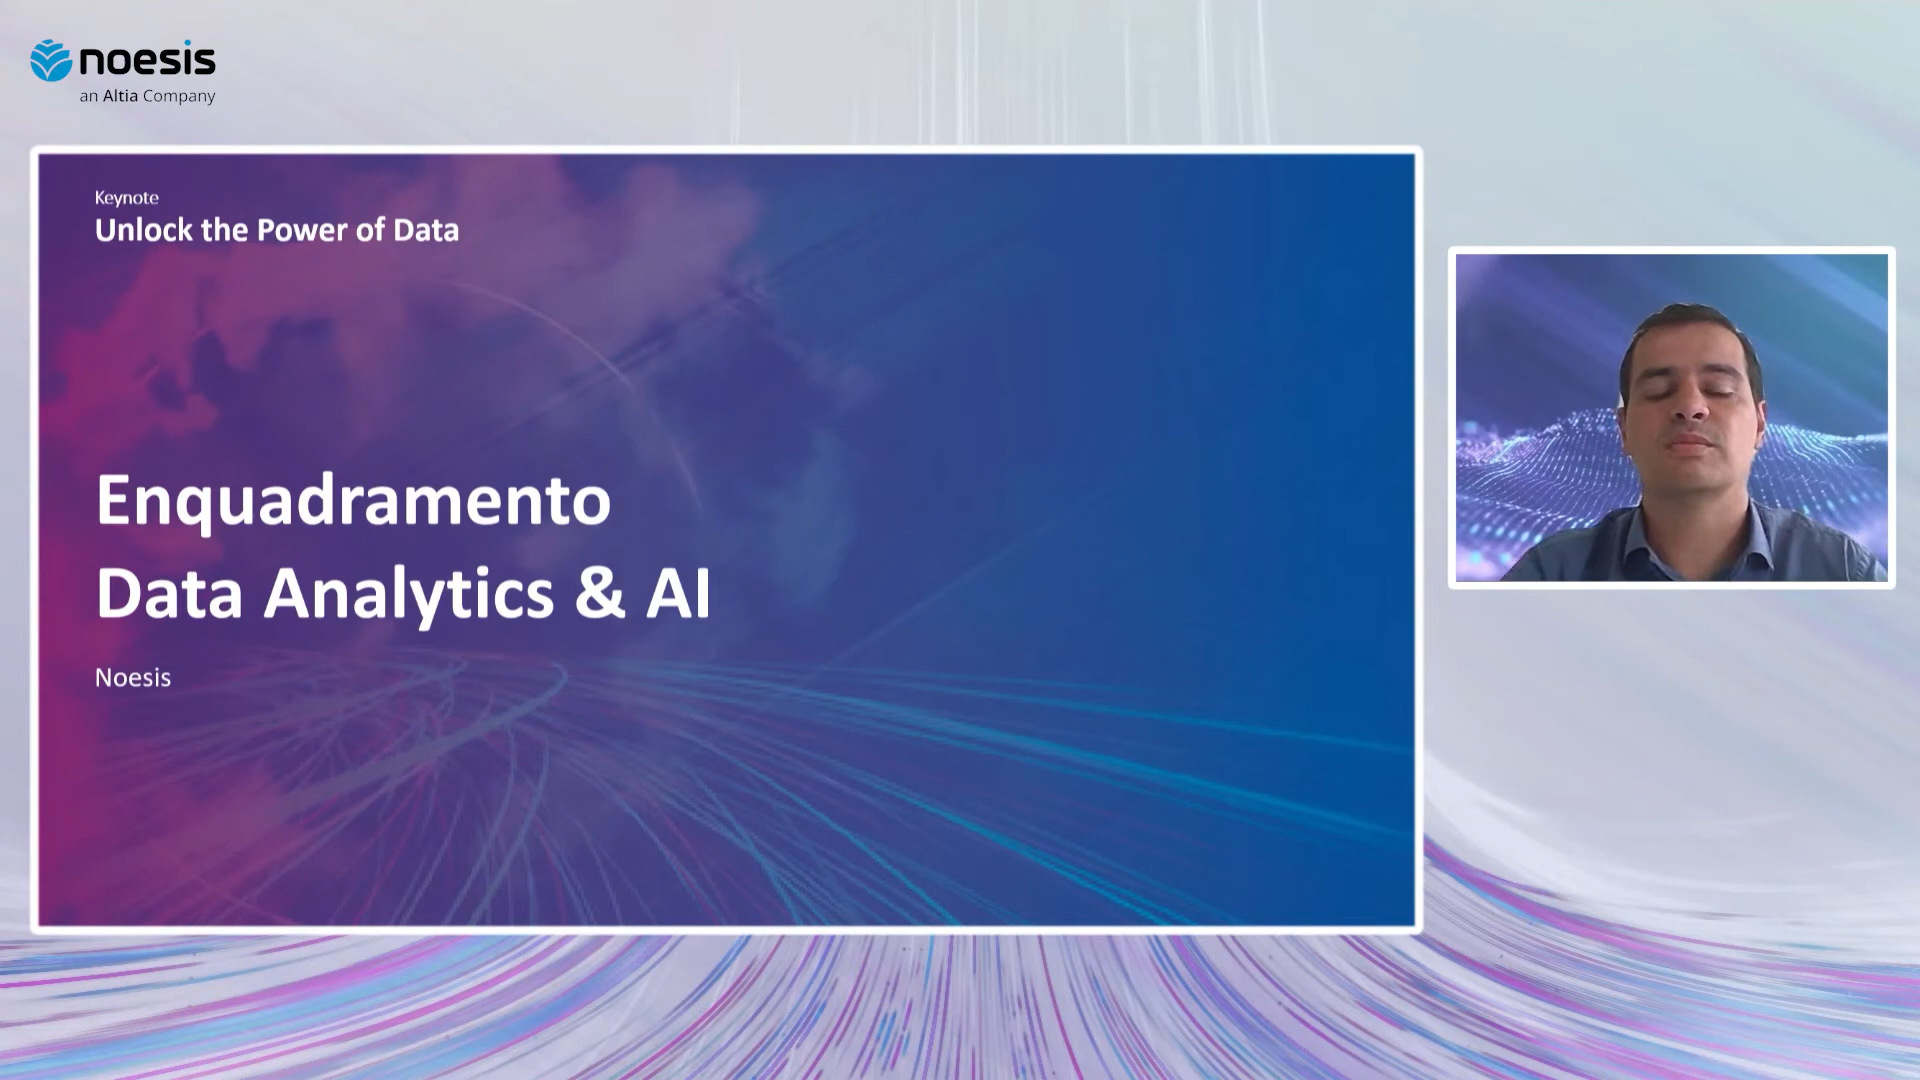 noesis
an Altia Company
Keynote
Unlock the Power of Data
Enquadramento
Data Analytics & AI
Noesis